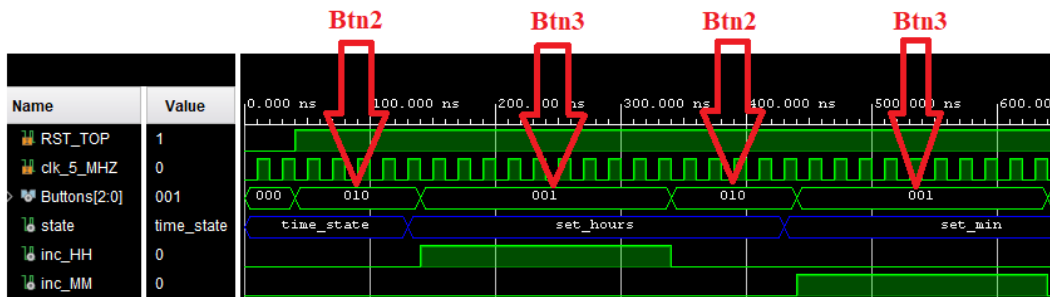 Btn2 Btn3 Btn2 Btn3
Name Value
0.000 ns 100.000 ns 200.000 ns 300.000 ns 400.000 ns 500.000 ns 600.00
RST_TOP 1
clk_5_MHZ 0
Buttons[2:0] 001 000 010 001 010 001
state time_state time_state set_hours set_min
inc_HH 0
inc_MM 0